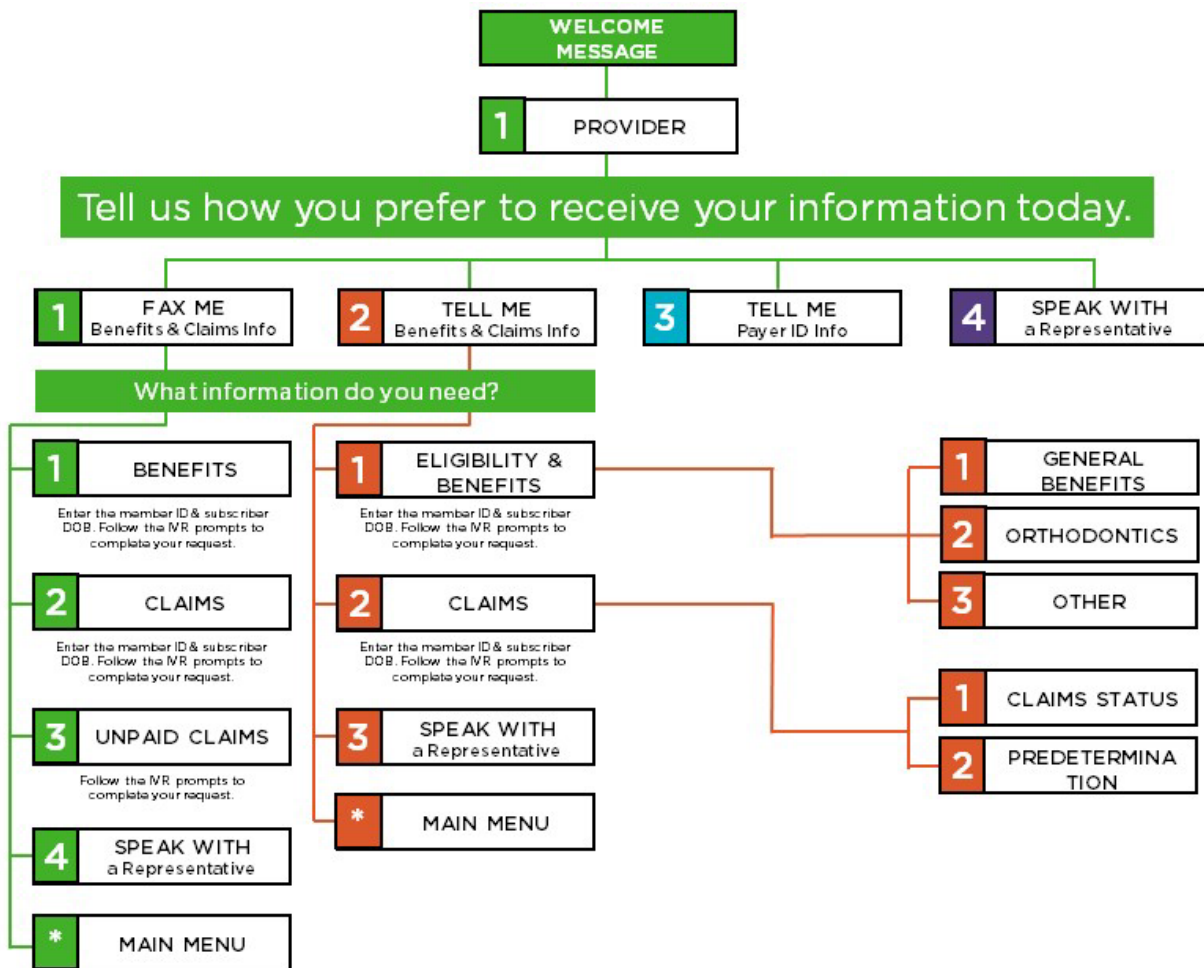 WELCOME
MESSAGE
1
PROVIDER
Tell us how you prefer to receive your information today.
1
FAX ME
Benefits & Claims Info
2
TELL ME
Benefits & Claims Info
3
TELL ME
Payer ID Info
4
SPEAK WITH
a Representative
What information do you need?
1
BENEFITS
Enter the member ID & subscriber
DOB. Follow the IVR prompts to
complete your request.
2
CLAIMS
Enter the member ID & subscriber
DOB. Follow the IVR prompts to
complete your request.
3
UNPAID CLAIMS
Follow the IVR prompts to
complete your request.
4
SPEAK WITH
a Representative
*
MAIN MENU
1
ELIGIBILITY &
BENEFITS
Enter the member ID & subscriber
DOB. Follow the IVR prompts to
complete your request.
2
CLAIMS
Enter the member ID & subscriber
DOB. Follow the IVR prompts to
complete your request.
3
SPEAK WITH
a Representative
*
MAIN MENU
1
GENERAL
BENEFITS
2
ORTHODONTICS
3
OTHER
1
CLAIMS STATUS
2
PREDETERMINA
TION